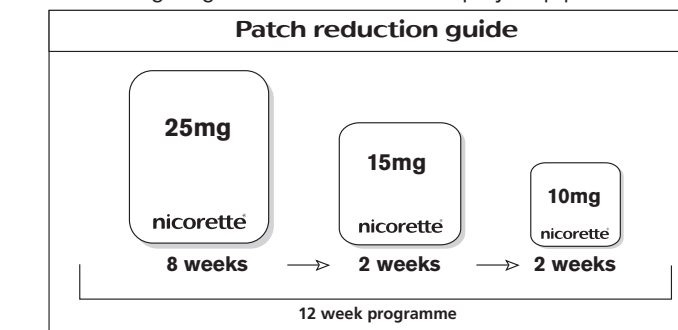 Patch reduction guide
25mg
nicorette
15mg
nicorette
10mg
nicorette
8 weeks
2 weeks
2 weeks
12 week programme